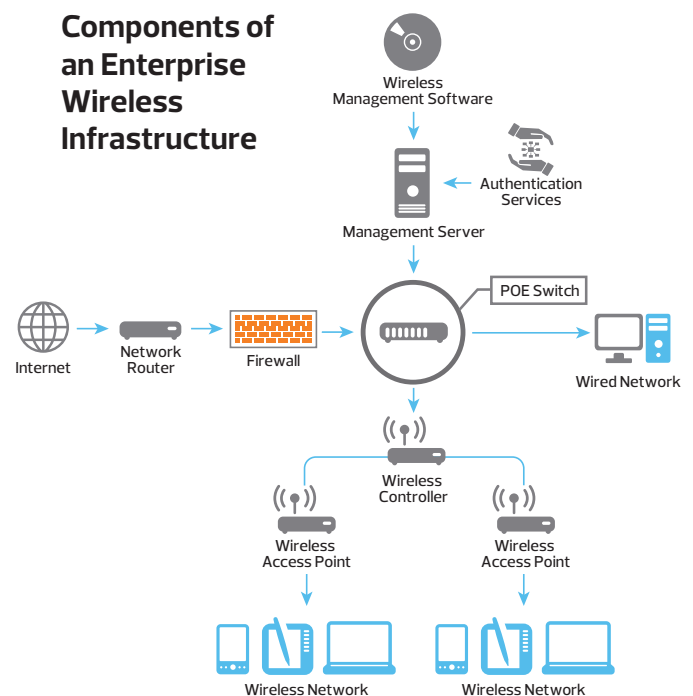 Components of
an Enterprise
Wireless
Infrastructure
Wireless
Management Software
Authentication
Services
Management Server
POE Switch
Internet
Network
Router
Firewall
Wired Network
Wireless
Controller
Wireless
Access Point
Wireless
Access Point
Wireless Network
Wireless Network